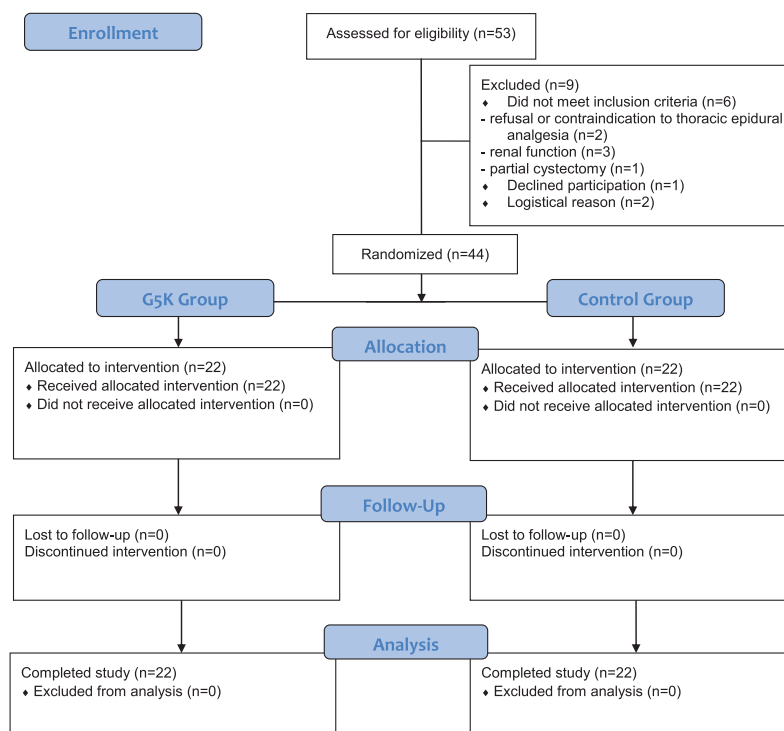 Enrollment
Assessed for eligibility (n=53)
Excluded (n=9)
♦ Did not meet inclusion criteria (n=6)
- refusal or contraindication to thoracic epidural
analgesia (n=2)
- renal function (n=3)
- partial cystectomy (n=1)
♦ Declined participation (n=1)
♦ Logistical reason (n=2)
Randomized (n=44)
G5K Group
Control Group
Allocation
Allocated to intervention (n=22)
♦ Received allocated intervention (n=22)
♦ Did not receive allocated intervention (n=0)
Allocated to intervention (n=22)
♦ Received allocated intervention (n=22)
♦ Did not receive allocated intervention (n=0)
Follow-Up
Lost to follow-up (n=0)
Discontinued intervention (n=0)
Lost to follow-up (n=0)
Discontinued intervention (n=0)
Analysis
Completed study (n=22)
♦ Excluded from analysis (n=0)
Completed study (n=22)
♦ Excluded from analysis (n=0)